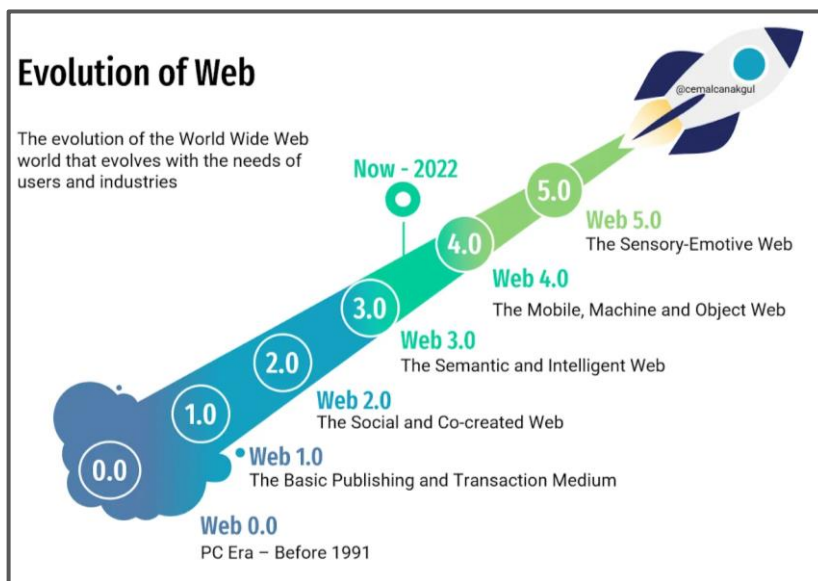 Evolution of Web
@cemalcanakgul
The evolution of the World Wide Web
world that evolves with the needs of
users and industries
Now - 2022
5.0
Web 5.0
The Sensory-Emotive Web
4.0
Web 4.0
The Mobile, Machine and Object Web
3.0
Web 3.0
The Semantic and Intelligent Web
2.0
Web 2.0
The Social and Co-created Web
1.0
Web 1.0
The Basic Publishing and Transaction Medium
0.0
Web 0.0
PC Era – Before 1991